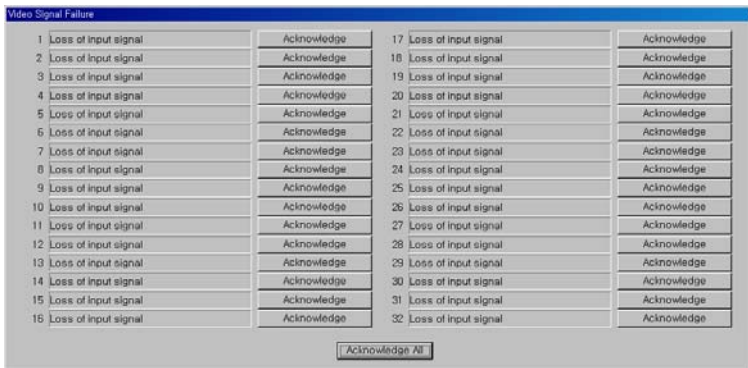 Video Signal Failure
1 Loss of input signal Acknowledge 17 Loss of input signal Acknowledge
2 Loss of input signal Acknowledge 18 Loss of input signal Acknowledge
3 Loss of input signal Acknowledge 19 Loss of input signal Acknowledge
4 Loss of input signal Acknowledge 20 Loss of input signal Acknowledge
5 Loss of input signal Acknowledge 21 Loss of input signal Acknowledge
6 Loss of input signal Acknowledge 22 Loss of input signal Acknowledge
7 Loss of input signal Acknowledge 23 Loss of input signal Acknowledge
8 Loss of input signal Acknowledge 24 Loss of input signal Acknowledge
9 Loss of input signal Acknowledge 25 Loss of input signal Acknowledge
10 Loss of input signal Acknowledge 26 Loss of input signal Acknowledge
11 Loss of input signal Acknowledge 27 Loss of input signal Acknowledge
12 Loss of input signal Acknowledge 28 Loss of input signal Acknowledge
13 Loss of input signal Acknowledge 29 Loss of input signal Acknowledge
14 Loss of input signal Acknowledge 30 Loss of input signal Acknowledge
15 Loss of input signal Acknowledge 31 Loss of input signal Acknowledge
16 Loss of input signal Acknowledge 32 Loss of input signal Acknowledge
Acknowledge All